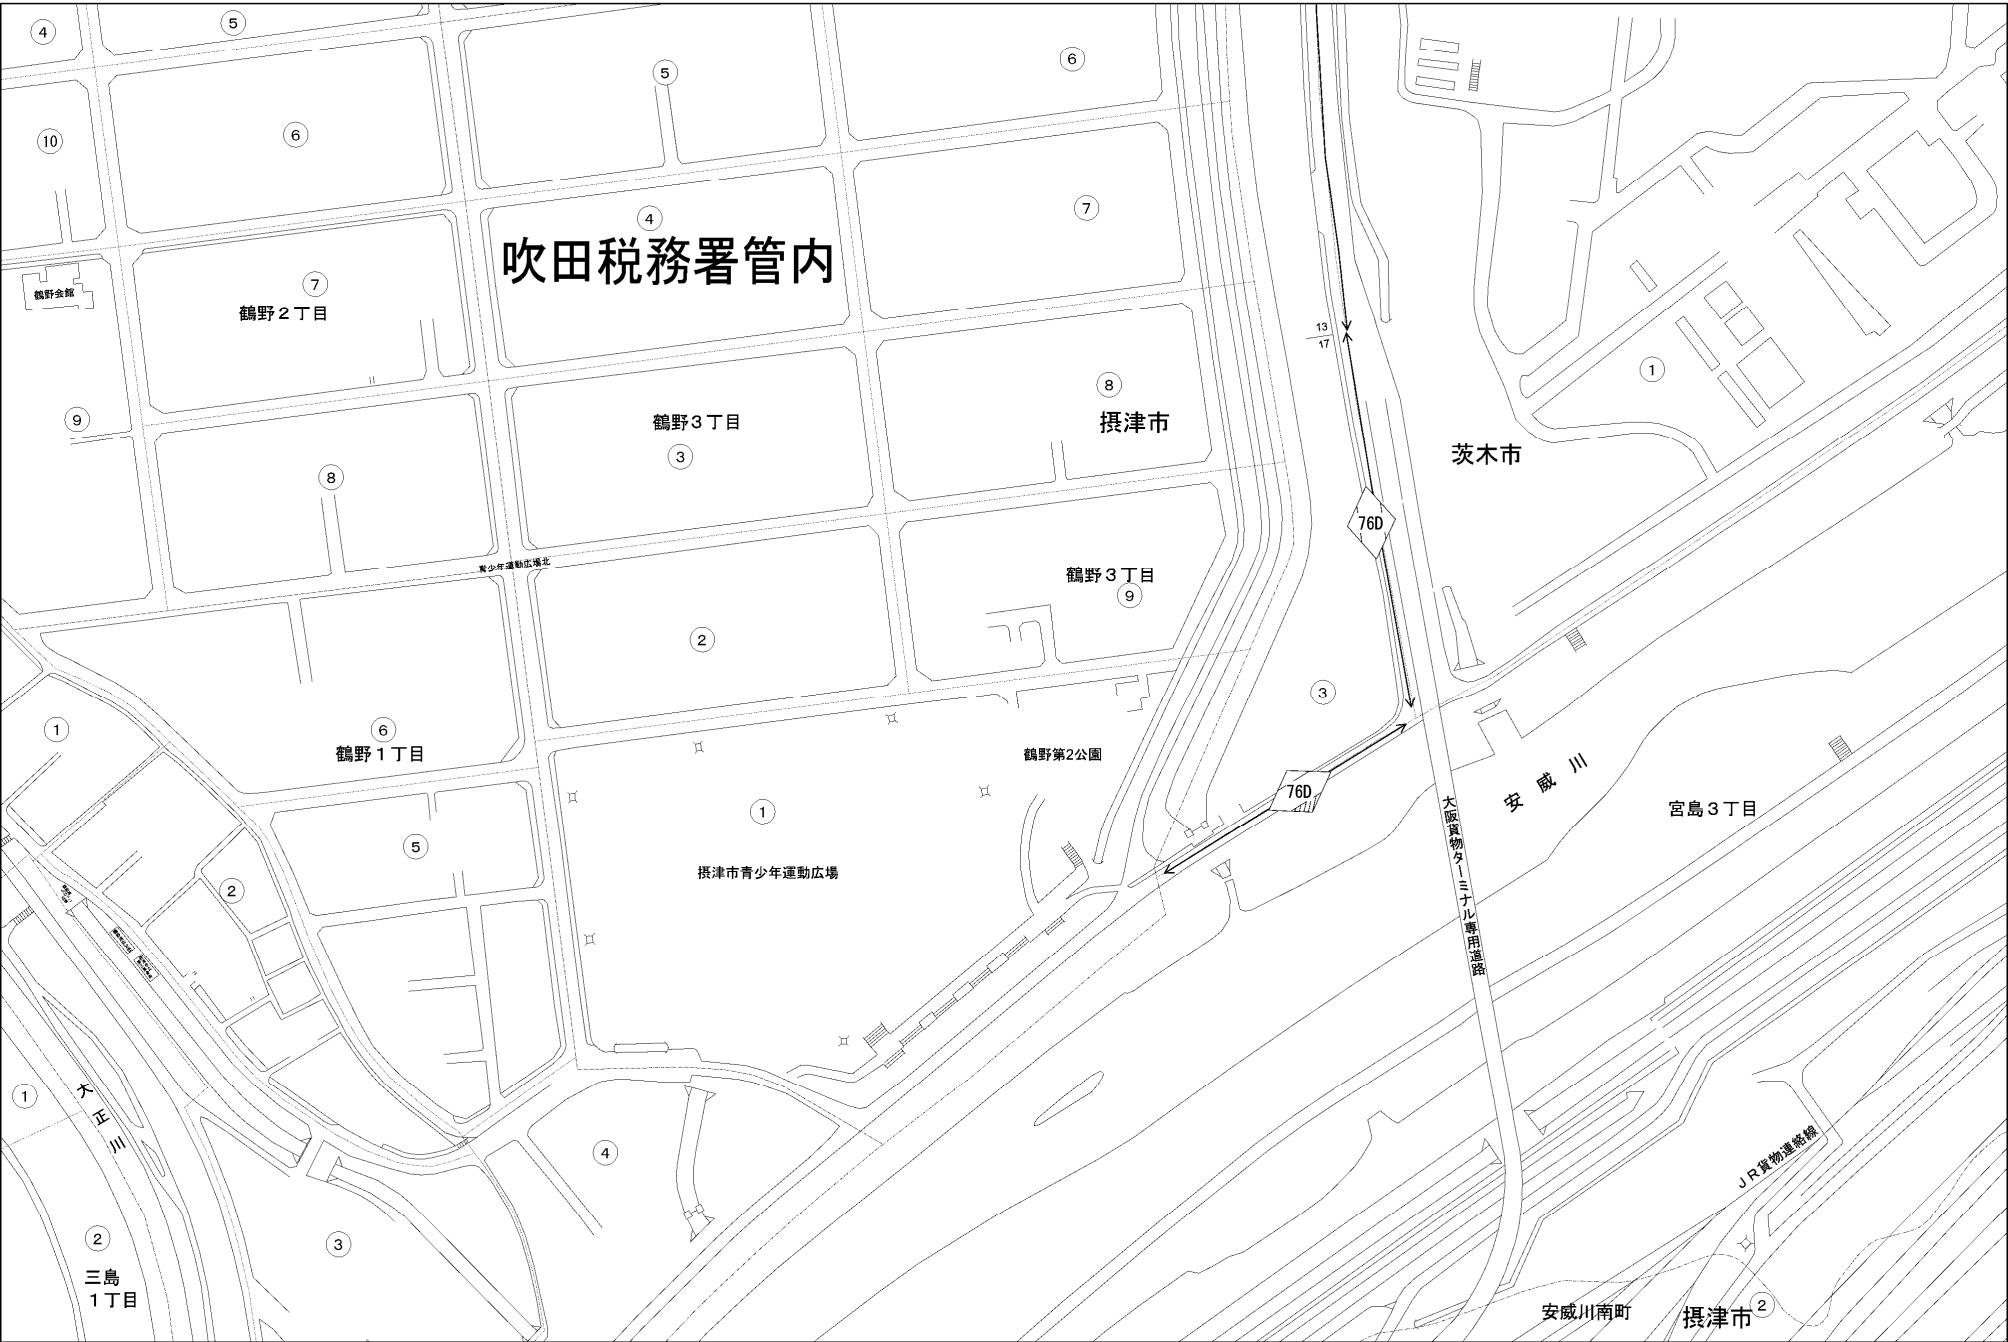 4
5
5
6
6
10
4
7
吹田税務署管内
鶴野会館
7
鶴野2丁目
13
17
1
9
鶴野3丁目
3
8
摂津市
茨木市
8
76D
青少年運動広場北
鶴野3丁目
9
2
3
1
6
鶴野1丁目
鶴野第2公園
安威川
76D
宮島3丁目
1
5
摂津市青少年運動広場
大阪貨物ターミナル専用道路
2
1
大正川
4
JR貨物連絡線
2
三島
1丁目
3
安威川南町
摂津市
2